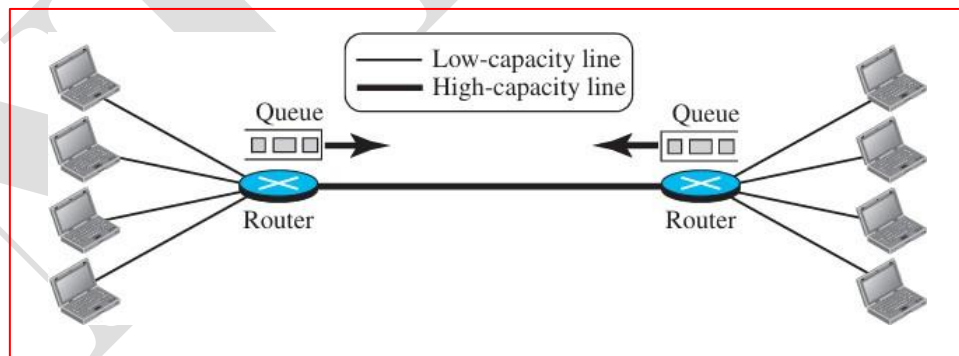 Low-capacity line
High-capacity line
Queue
Queue
Router
Router